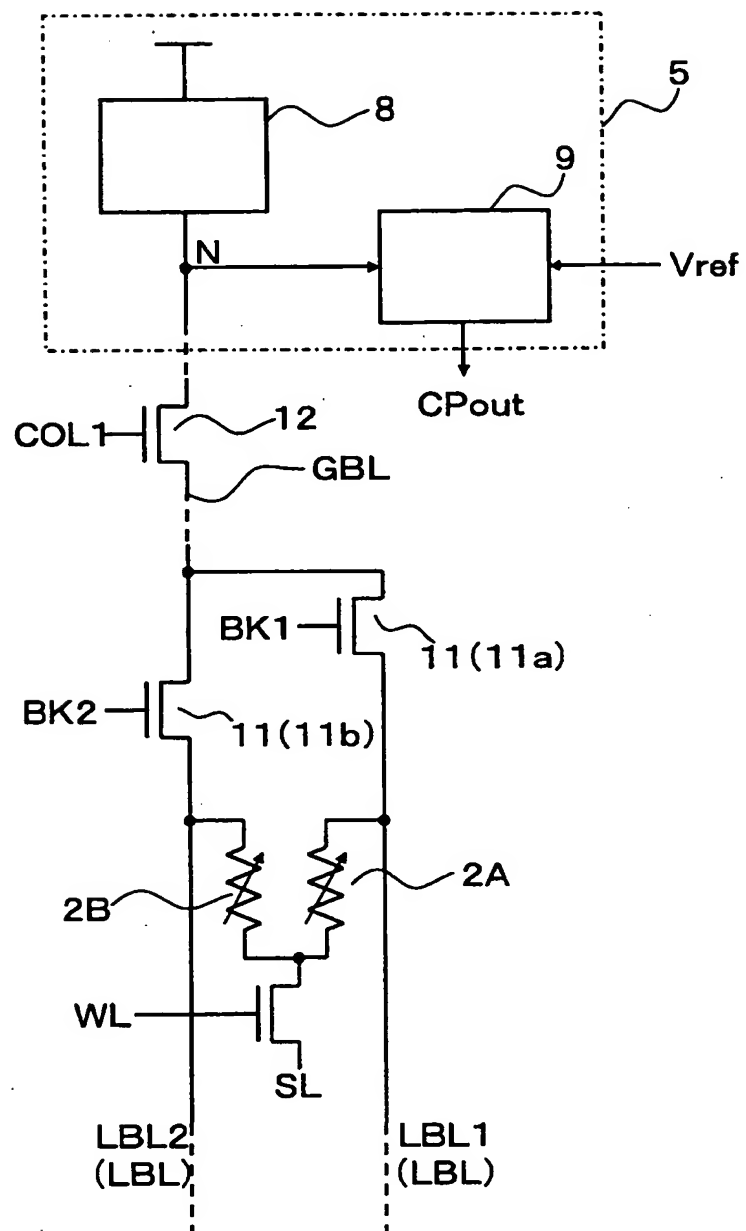 8
5
9
N
Vref
CPout
COL1
12
GBL
BK1
11(11a)
BK2
11(11b)
2B
2A
WL
SL
LBL2
(LBL)
LBL1
(LBL)